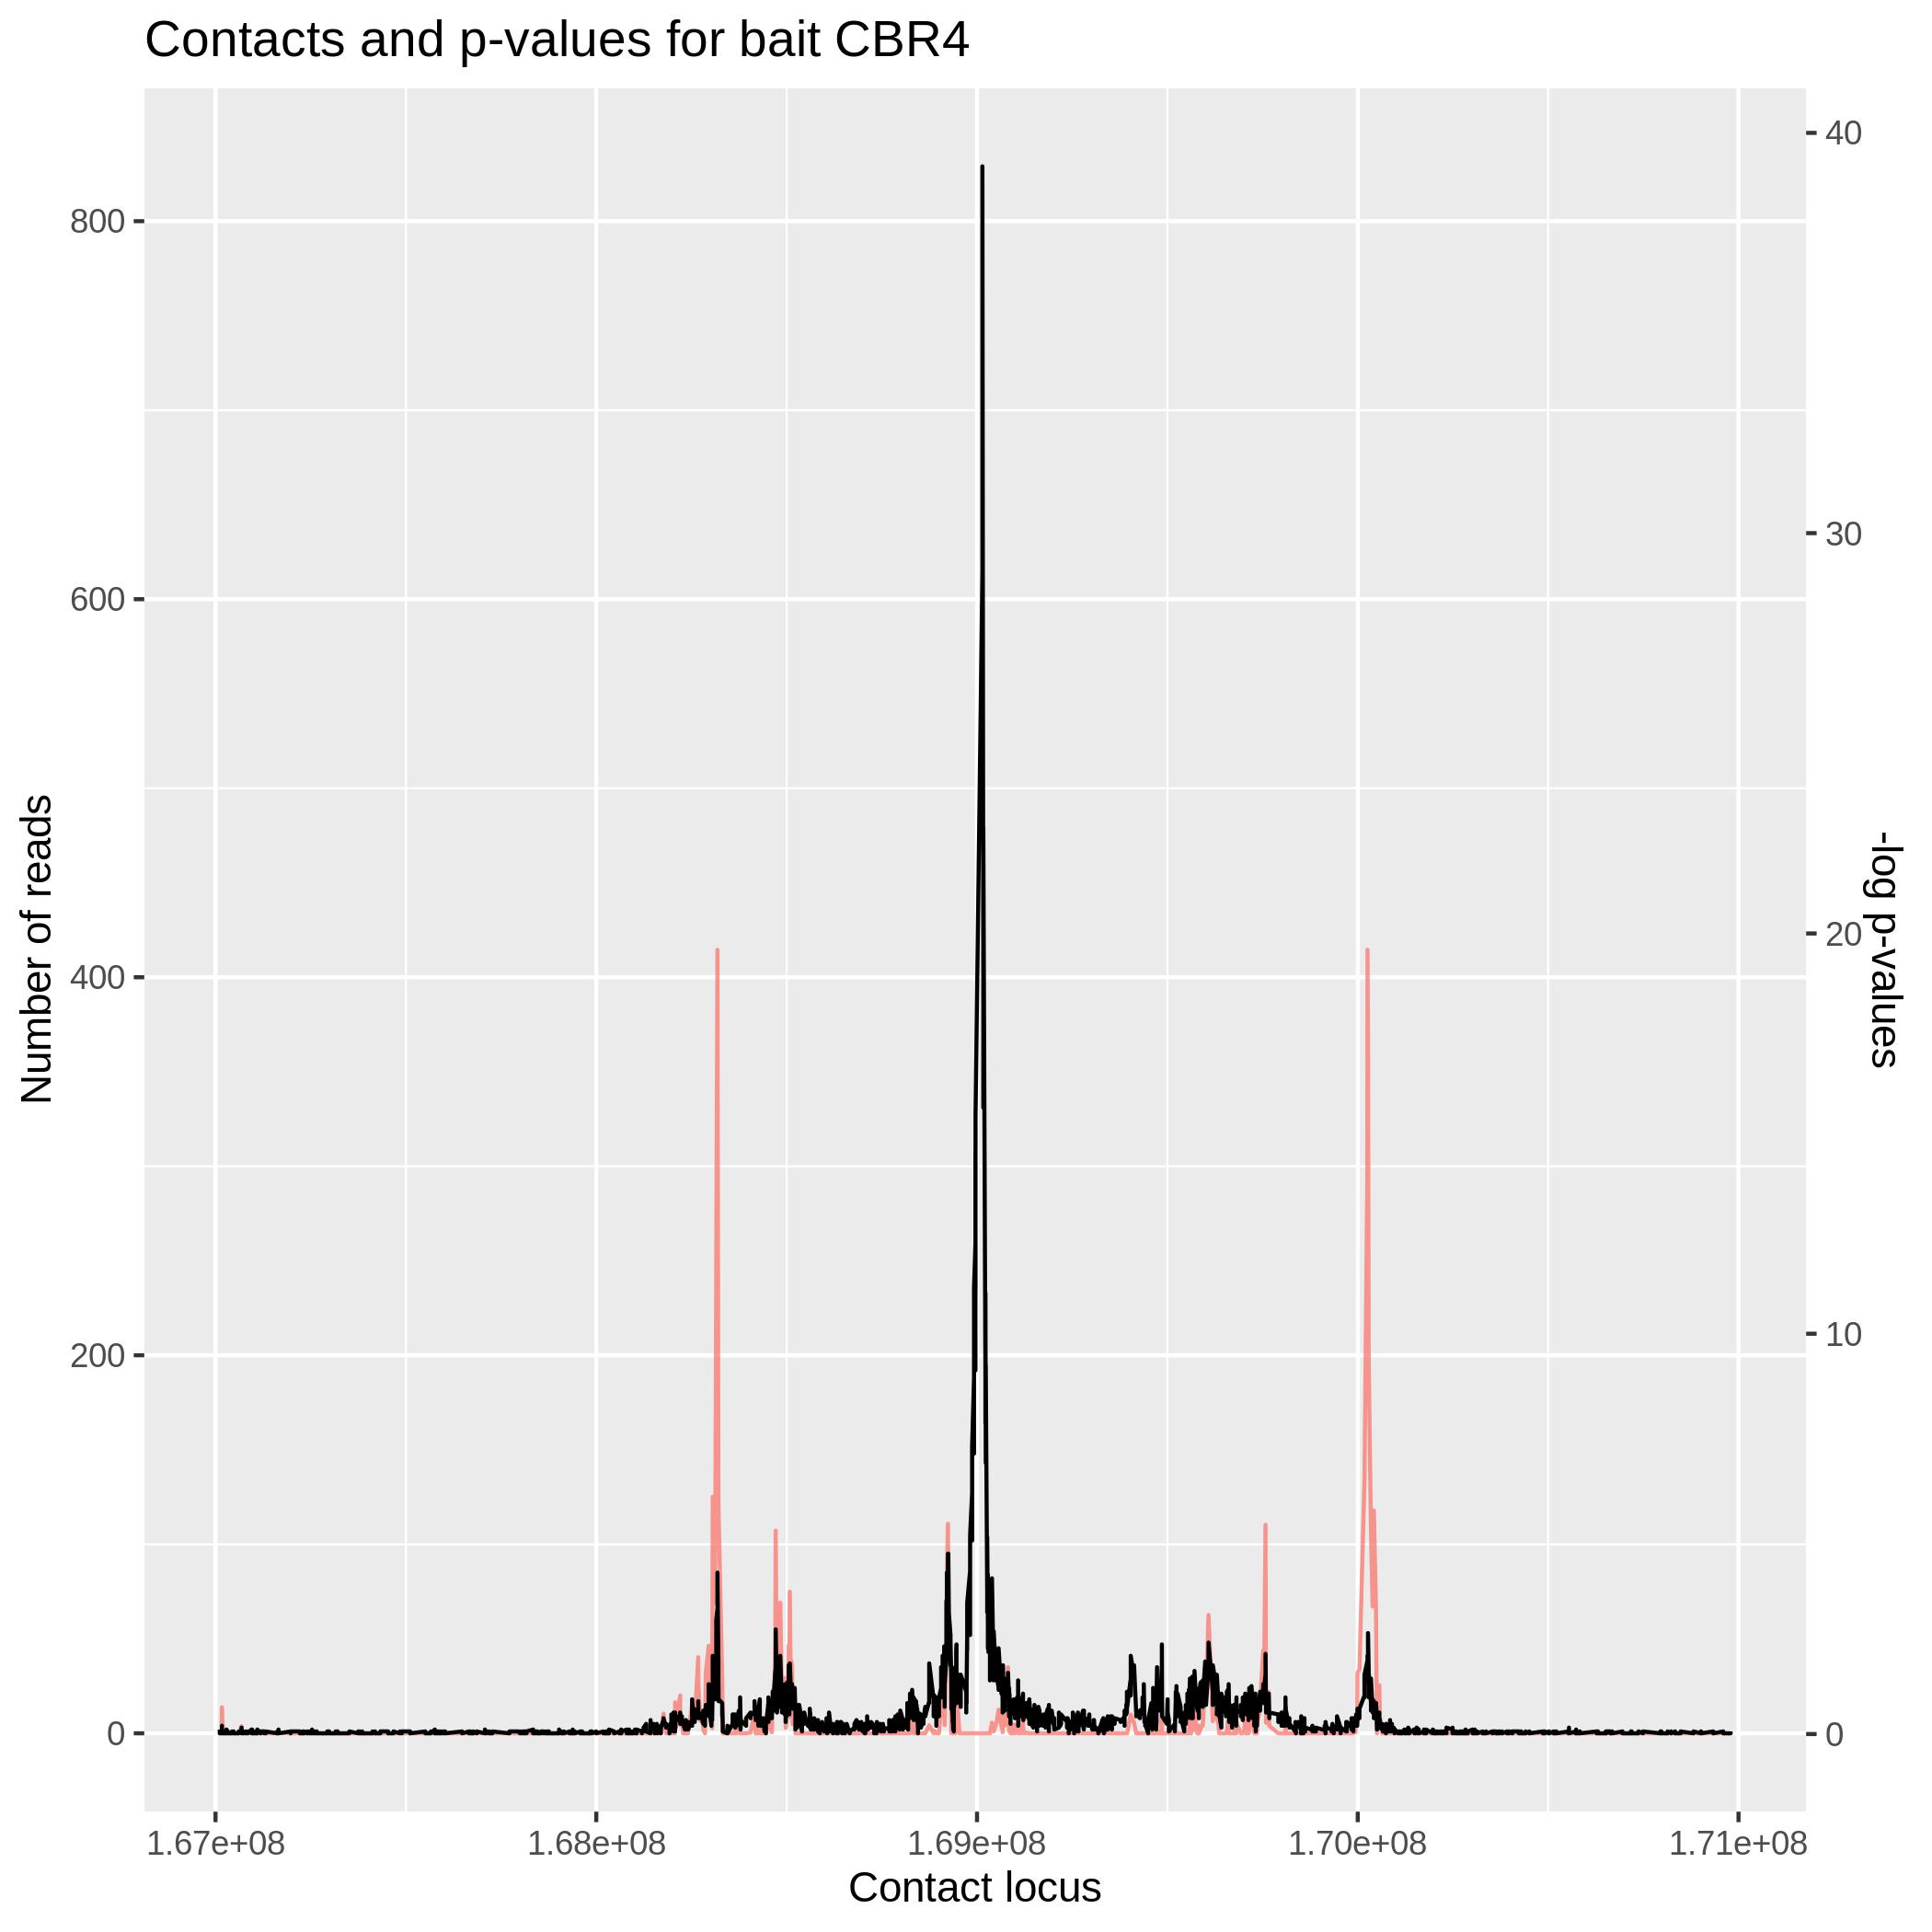 Contacts and p-values for bait CBR4
Number of reads
800
600
400
200
0
40
30
20
10
0
-log p-values
1.67e+08 1.68e+08 1.69e+08 1.70e+08 1.71e+08
Contact locus